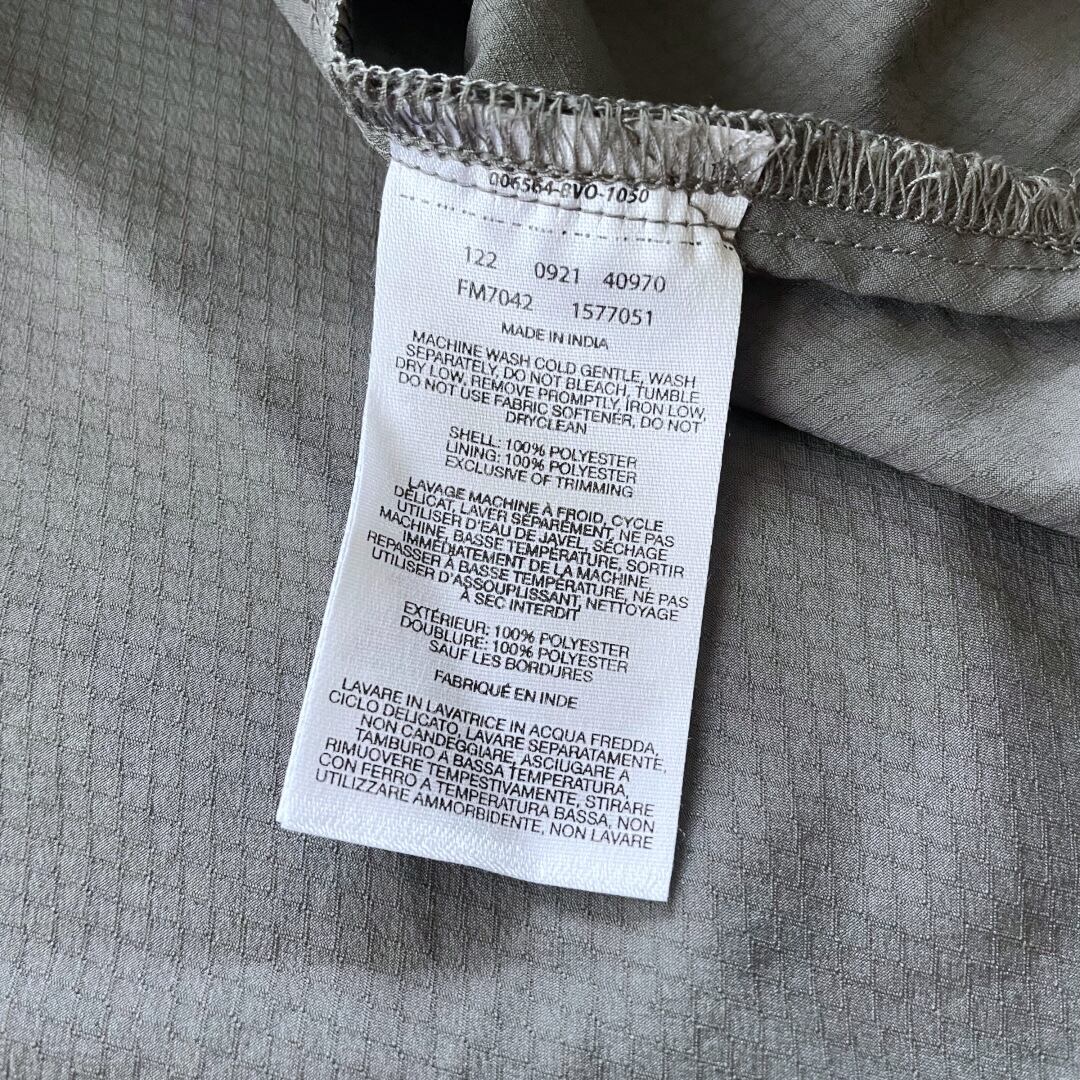 006564-BVO-1050
122 0921 40970
FM7042 1577051
MADE IN INDIA
MACHINE WASH COLD GENTLE, WASH
SEPARATELY, DO NOT BLEACH, TUMBLE
DRY LOW, REMOVE PROMPTLY, IRON LOW,
DO NOT USE FABRIC SOFTENER, DO NOT
DRYCLEAN
SHELL: 100% POLYESTER
LINING: 100% POLYESTER
EXCLUSIVE OF TRIMMING
LAVAGE MACHINE À FROID, CYCLE
DÉLICAT, LAVER SÉPARÉMENT, NE PAS
UTILISER D'EAU DE JAVEL, SÉCHAGE
MACHINE, BASSE TEMPÉRATURE, SORTIR
IMMÉDIATEMENT DE LA MACHINE,
REPASSER À BASSE TEMPÉRATURE, NE PAS
UTILISER D'ASSOUPLISSANT, NETTOYAGE
À SEC INTERDIT
EXTÉRIEUR: 100% POLYESTER
DOUBLURE: 100% POLYESTER
SAUF LES BORDURES
FABRIQUÉ EN INDE
LAVARE IN LAVATRICE IN ACQUA FREDDA,
CICLO DELICATO, LAVARE SEPARATAMENTE,
NON CANDEGGIARE, ASCIUGARE A
TAMBURO A BASSA TEMPERATURA,
RIMUOVERE TEMPESTIVAMENTE, STIRARE
CON FERRO A TEMPERATURA BASSA, NON
UTILIZZARE AMMORBIDENTE, NON LAVARE